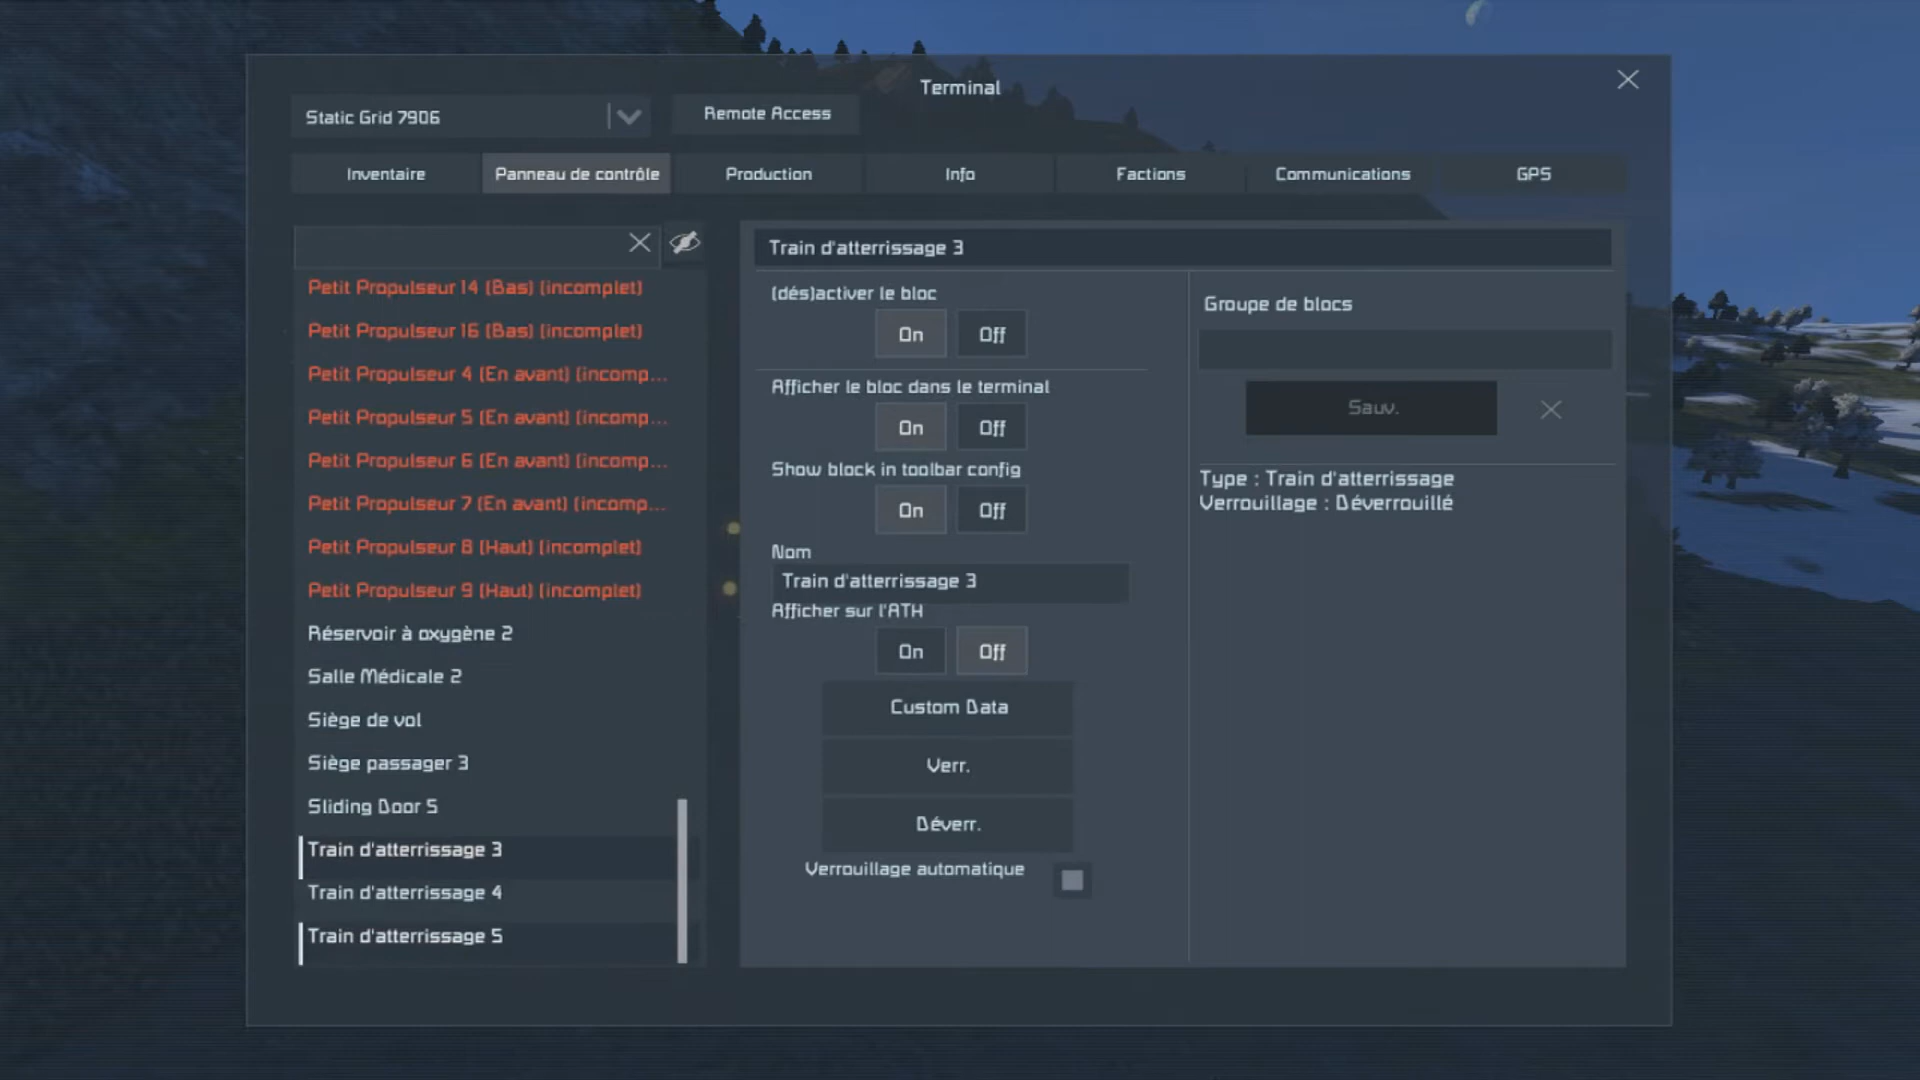 Terminal
Static Grid 7906
Remote Access
Inventaire
Panneau de contrôle
Production
Info
Factions
Communications
GPS
Petit Propulseur 14 (Bas) (incomplet)
Petit Propulseur 16 (Bas) (incomplet)
Petit Propulseur 4 (En avant) (incomp...
Petit Propulseur 5 (En avant) (incomp...
Petit Propulseur 6 (En avant) (incomp...
Petit Propulseur 7 (En avant) (incomp...
Petit Propulseur 8 (Haut) (incomplet)
Petit Propulseur 9 (Haut) (incomplet)
Réservoir à oxygène 2
Salle Médicale 2
Siège de vol
Siège passager 3
Sliding Door 5
Train d'atterrissage 3
Train d'atterrissage 4
Train d'atterrissage 5
Train d'atterrissage 3
(dés)activer le bloc
On Off
Afficher le bloc dans le terminal
On Off
Show block in toolbar config
On Off
Nom
Train d'atterrissage 3
Afficher sur l'ATH
On Off
Custom Data
Verr.
Déverr.
Verrouillage automatique
Groupe de blocs
Sauv.
Type : Train d'atterrissage
Verrouillage : Déverrouillé